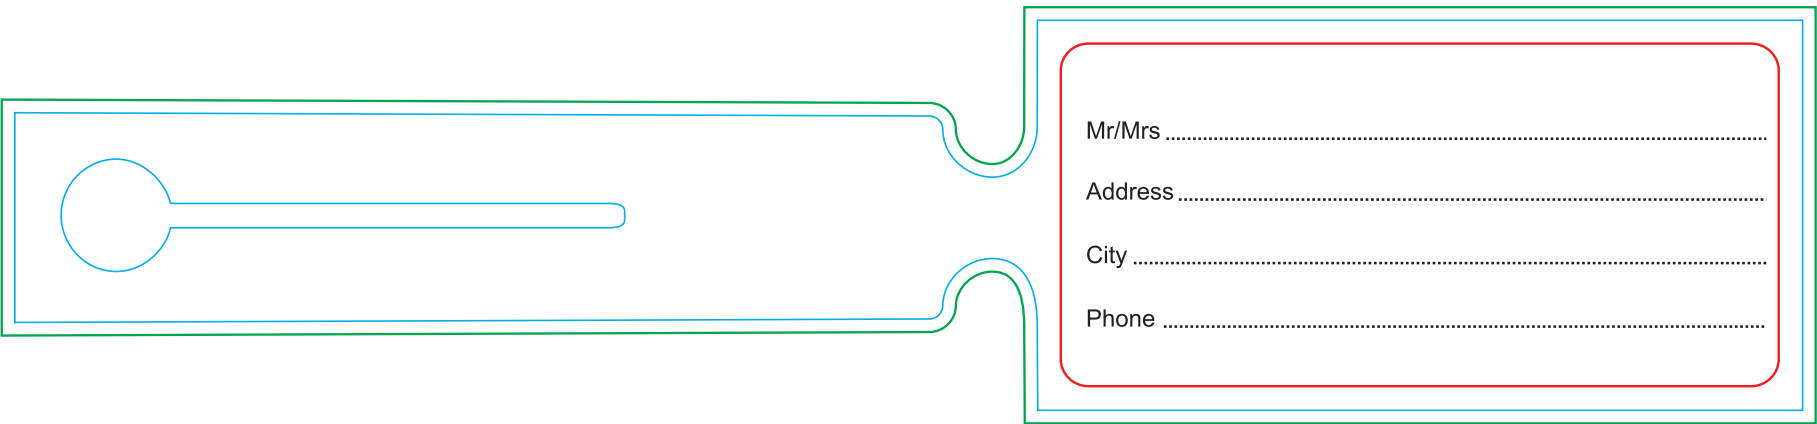 Mr/Mrs ................................................................
Address ................................................................
City ................................................................
Phone ................................................................